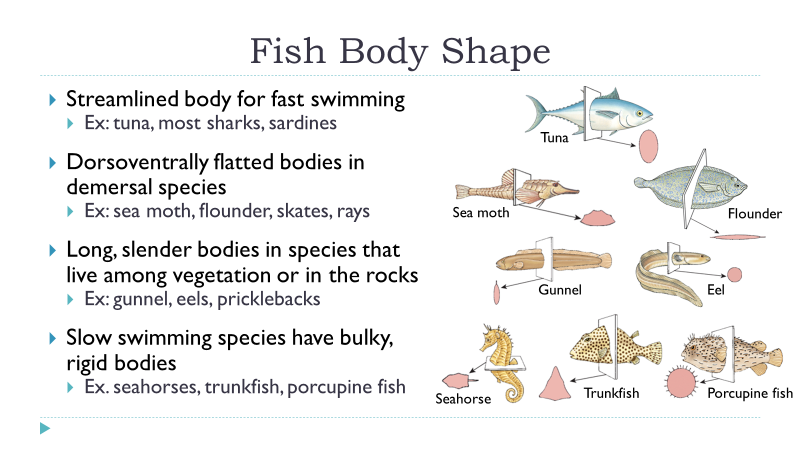 Fish Body Shape
Streamlined body for fast swimming
Ex: tuna, most sharks, sardines
Dorsoventrally flatted bodies in
demersal species
Ex: sea moth, flounder, skates, rays
Long, slender bodies in species that
live among vegetation or in the rocks
Ex: gunnel, eels, pricklebacks
Slow swimming species have bulky,
rigid bodies
Ex. seahorses, trunkfish, porcupine fish
Tuna
Sea moth
Flounder
Gunnel
Eel
Seahorse
Trunkfish
Porcupine fish